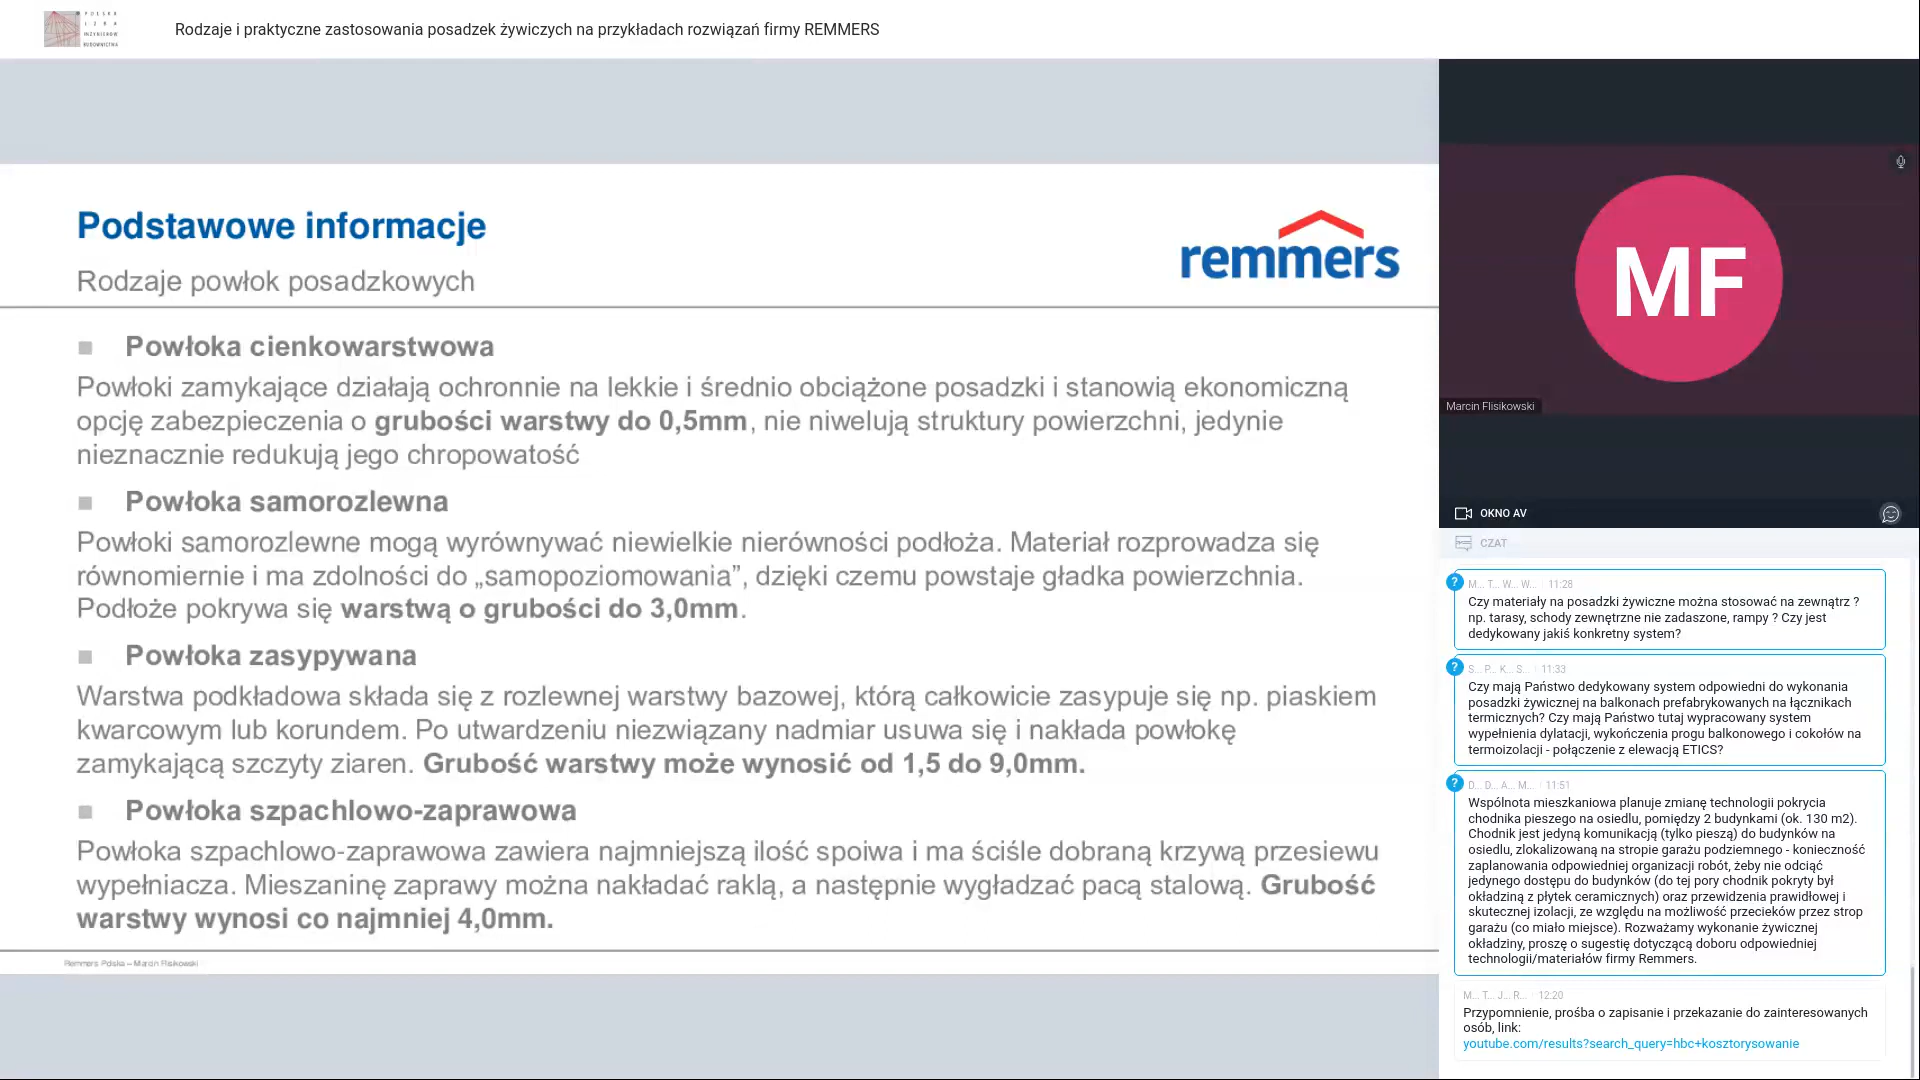 POLSKA
IZBA
INŻYNIERÓW
BUDOWNICTWA
Rodzaje i praktyczne zastosowania posadzek żywicznych na przykładach rozwiązań firmy REMMERS
Podstawowe informacje
remmers
Rodzaje powłok posadzkowych
Powłoka cienkowarstwowa
Powłoki zamykające działają ochronnie na lekkie i średnio obciążone posadzki i stanowią ekonomiczną
opcję zabezpieczenia o grubości warstwy do 0,5mm, nie niwelują struktury powierzchni, jedynie
nieznacznie redukują jego chropowatość
Powłoka samorozlewna
Powłoki samorozlewne mogą wyrównywać niewielkie nierówności podłoża. Materiał rozprowadza się
równomiernie i ma zdolności do „samopoziomowania”, dzięki czemu powstaje gładka powierzchnia.
Podłoże pokrywa się warstwą o grubości do 3,0mm.
Powłoka zasypywana
Warstwa podkładowa składa się z rozlewnej warstwy bazowej, którą całkowicie zasypuje się np. piaskiem
kwarcowym lub korundem. Po utwardzeniu niezwiązany nadmiar usuwa się i nakłada powłokę
zamykającą szczyty ziaren. Grubość warstwy może wynosić od 1,5 do 9,0mm.
Powłoka szpachlowo-zaprawowa
Powłoka szpachlowo-zaprawowa zawiera najmniejszą ilość spoiwa i ma ściśle dobraną krzywą przesiewu
wypełniacza. Mieszaninę zaprawy można nakładać raklą, a następnie wygładzać pacą stalową. Grubość
warstwy wynosi co najmniej 4,0mm.
Remmers Polska – Marcin Flisikowski
MF
Marcin Flisikowski
OKNO AV
CZAT
M... T... W... W... 11:28
Czy materiały na posadzki żywiczne można stosować na zewnątrz ?
np. tarasy, schody zewnętrzne nie zadaszone, rampy ? Czy jest
dedykowany jakiś konkretny system?
S... P... K... S... 11:33
Czy mają Państwo dedykowany system odpowiedni do wykonania
posadzki żywicznej na balkonach prefabrykowanych na łącznikach
termicznych? Czy mają Państwo tutaj wypracowany system
wypełnienia dylatacji, wykończenia progu balkonowego i cokołów na
termoizolacji - połączenie z elewacją ETICS?
D... D... A... M... 11:51
Wspólnota mieszkaniowa planuje zmianę technologii pokrycia
chodnika pieszego na osiedlu, pomiędzy 2 budynkami (ok. 130 m2).
Chodnik jest jedyną komunikacją (tylko pieszą) do budynków na
osiedlu, zlokalizowaną na stropie garażu podziemnego - konieczność
zaplanowania odpowiedniej organizacji robót, żeby nie odciąć
jedynego dostępu do budynków (do tej pory chodnik pokryty był
okładziną z płytek ceramicznych) oraz przewidzenia prawidłowej i
skutecznej izolacji, ze względu na możliwość przecieków przez strop
garażu (co miało miejsce). Rozważamy wykonanie żywicznej
okładziny, proszę o sugestię dotyczącą doboru odpowiedniej
technologii/materiałów firmy Remmers.
M... T... J... R... 12:20
Przypomnienie, prośba o zapisanie i przekazanie do zainteresowanych
osób, link:
youtube.com/results?search_query=hbc+kosztorysowanie